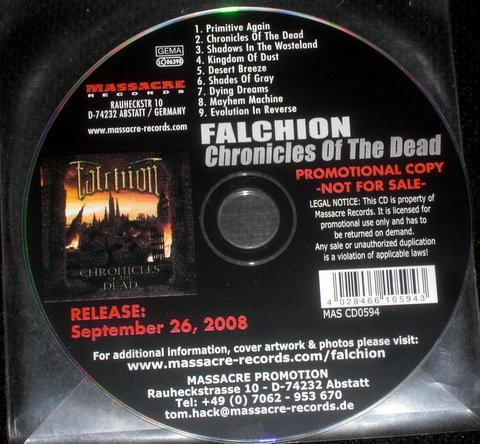 1. Primitive Again
2. Chronicles Of The Dead
3. Shadows In The Wasteland
4. Kingdom Of Dust
5. Desert Breeze
6. Shades Of Gray
7. Dying Dreams
8. Mayhem Machine
9. Evolution In Reverse
GEMA
LC 06398
MASSACRE
RECORDS
RAUHECKSTR 10
D-74232 ABSTATT / GERMANY
www.massacre-records.com
FALCHION
Chronicles Of The Dead
PROMOTIONAL COPY
-NOT FOR SALE-
LEGAL NOTICE: This CD is property of
Massacre Records. It is licensed for
promotional use only and has to
be returned on demand.
Any sale or unauthorized duplication
is a violation of applicable laws!
Falchion
CHRONICLES
OF THE
DEAD
4 028466 105943
MAS CD0594
RELEASE:
September 26, 2008
For additional information, cover artwork & photos please visit:
www.massacre-records.com/falchion
MASSACRE PROMOTION
Rauheckstrasse 10 - D-74232 Abstatt
Tel: +49 (0) 7062 - 953 670
tom.hack@massacre-records.de